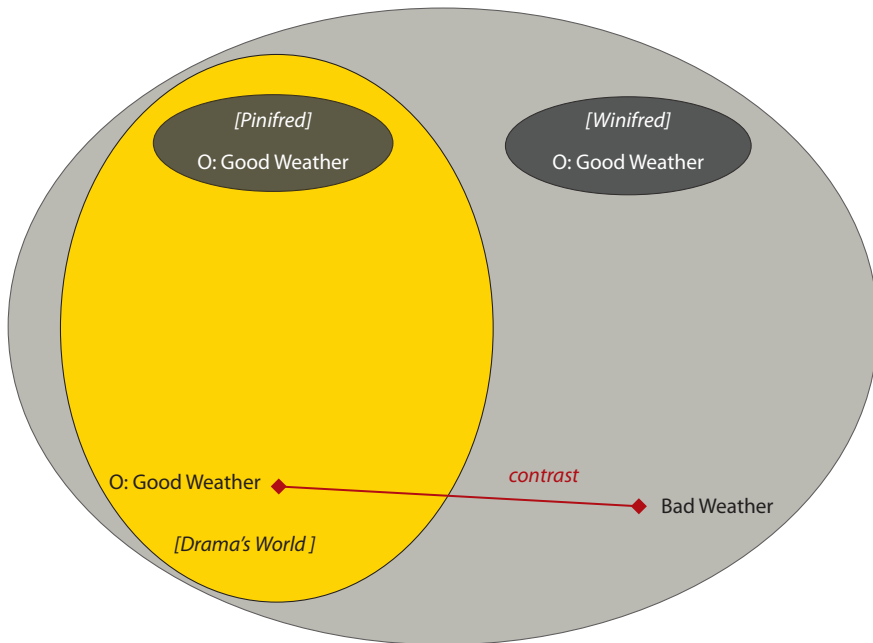 [Pinifred]
O: Good Weather
[Winifred]
O: Good Weather
O: Good Weather
contrast
Bad Weather
[Drama's World ]